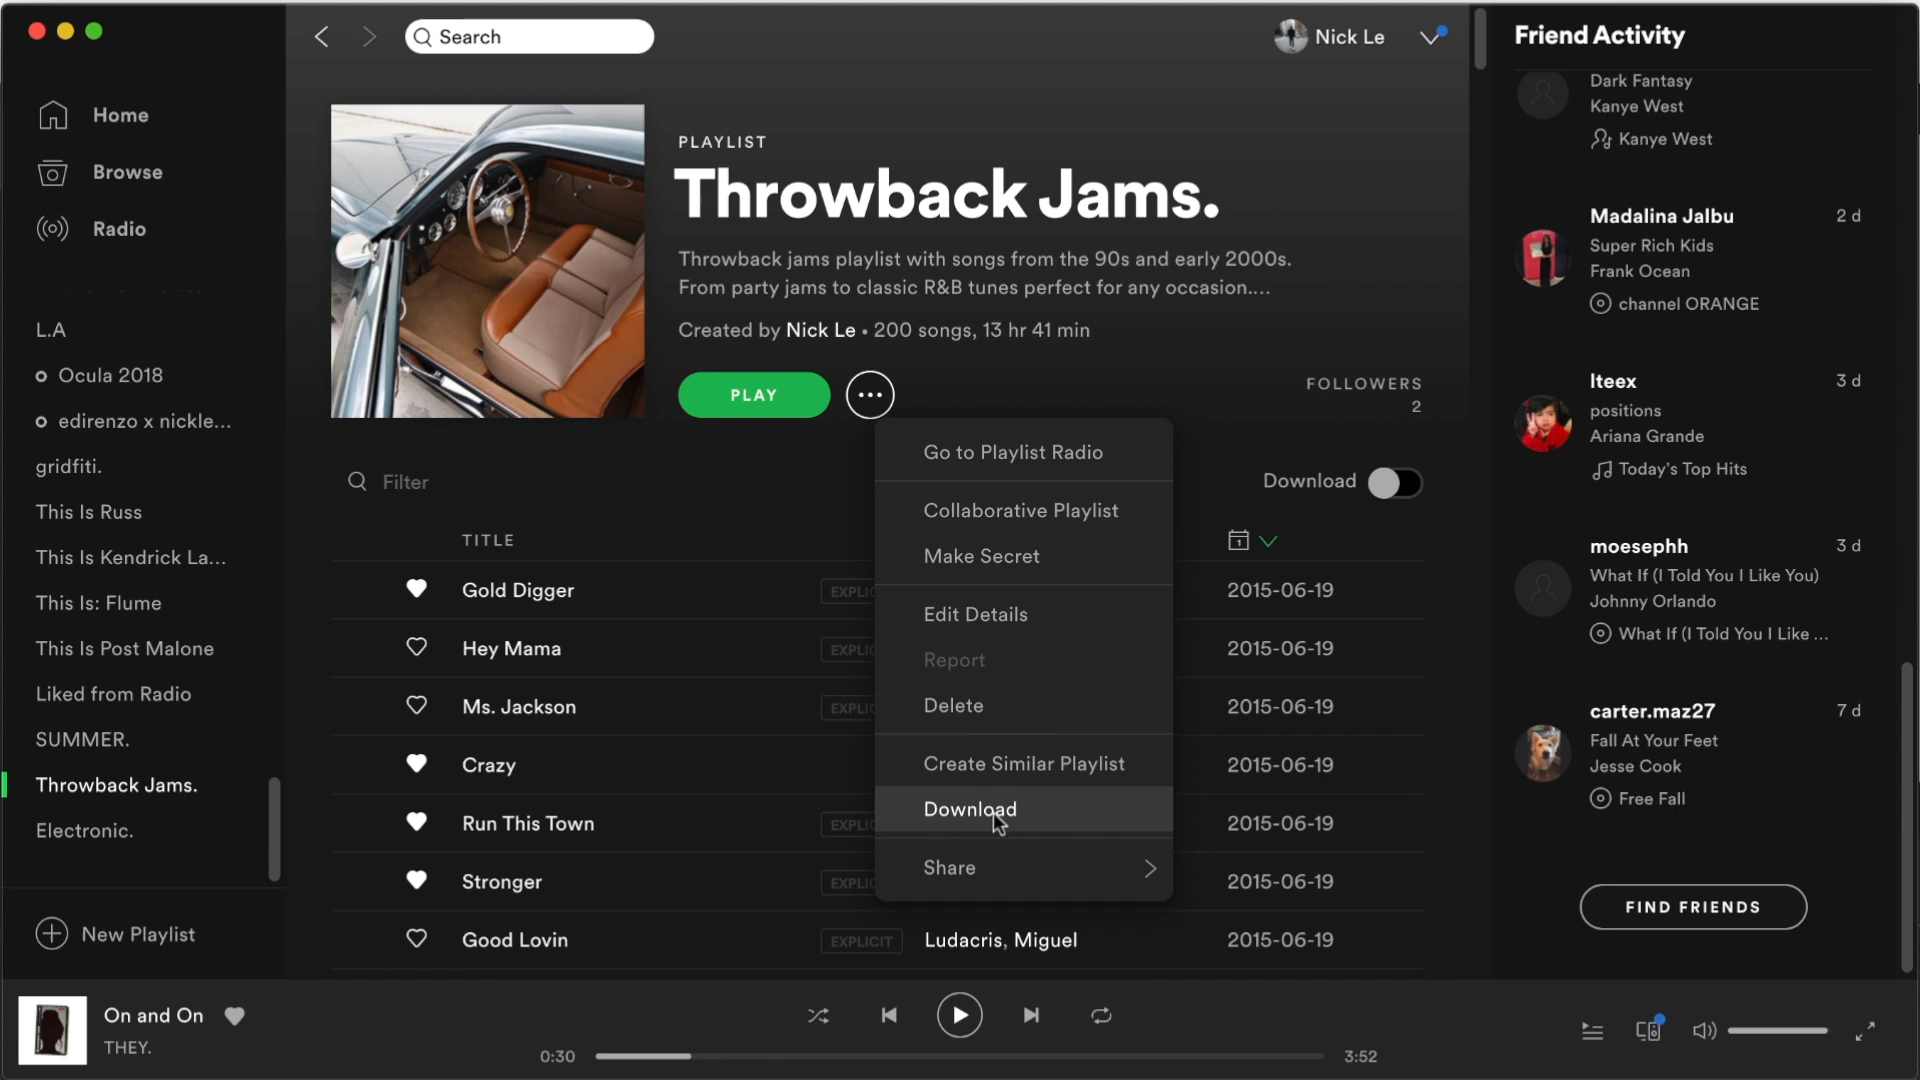 Home
Browse
Radio
L.A
Ocula 2018
edirenzo x nickle...
gridfiti.
This Is Russ
This Is Kendrick La...
This Is: Flume
This Is Post Malone
Liked from Radio
SUMMER.
Throwback Jams.
Electronic.
New Playlist
Search
Nick Le
PLAYLIST
Throwback Jams.
Throwback jams playlist with songs from the 90s and early 2000s.
From party jams to classic R&B tunes perfect for any occasion....
Created by Nick Le • 200 songs, 13 hr 41 min
PLAY
FOLLOWERS
2
Filter
Download
TITLE
Gold Digger EXPLIC 2015-06-19
Hey Mama EXPLIC 2015-06-19
Ms. Jackson EXPLIC 2015-06-19
Crazy 2015-06-19
Run This Town EXPLIC 2015-06-19
Stronger EXPLIC 2015-06-19
Good Lovin EXPLICIT Ludacris, Miguel 2015-06-19
Go to Playlist Radio
Collaborative Playlist
Make Secret
Edit Details
Report
Delete
Create Similar Playlist
Download
Share
Friend Activity
Dark Fantasy
Kanye West
Kanye West
Madalina Jalbu 2 d
Super Rich Kids
Frank Ocean
channel ORANGE
lteex 3 d
positions
Ariana Grande
Today's Top Hits
moesephh 3 d
What If (I Told You I Like You)
Johnny Orlando
What If (I Told You I Like ...
carter.maz27 7 d
Fall At Your Feet
Jesse Cook
Free Fall
FIND FRIENDS
On and On
THEY.
0:30
3:52